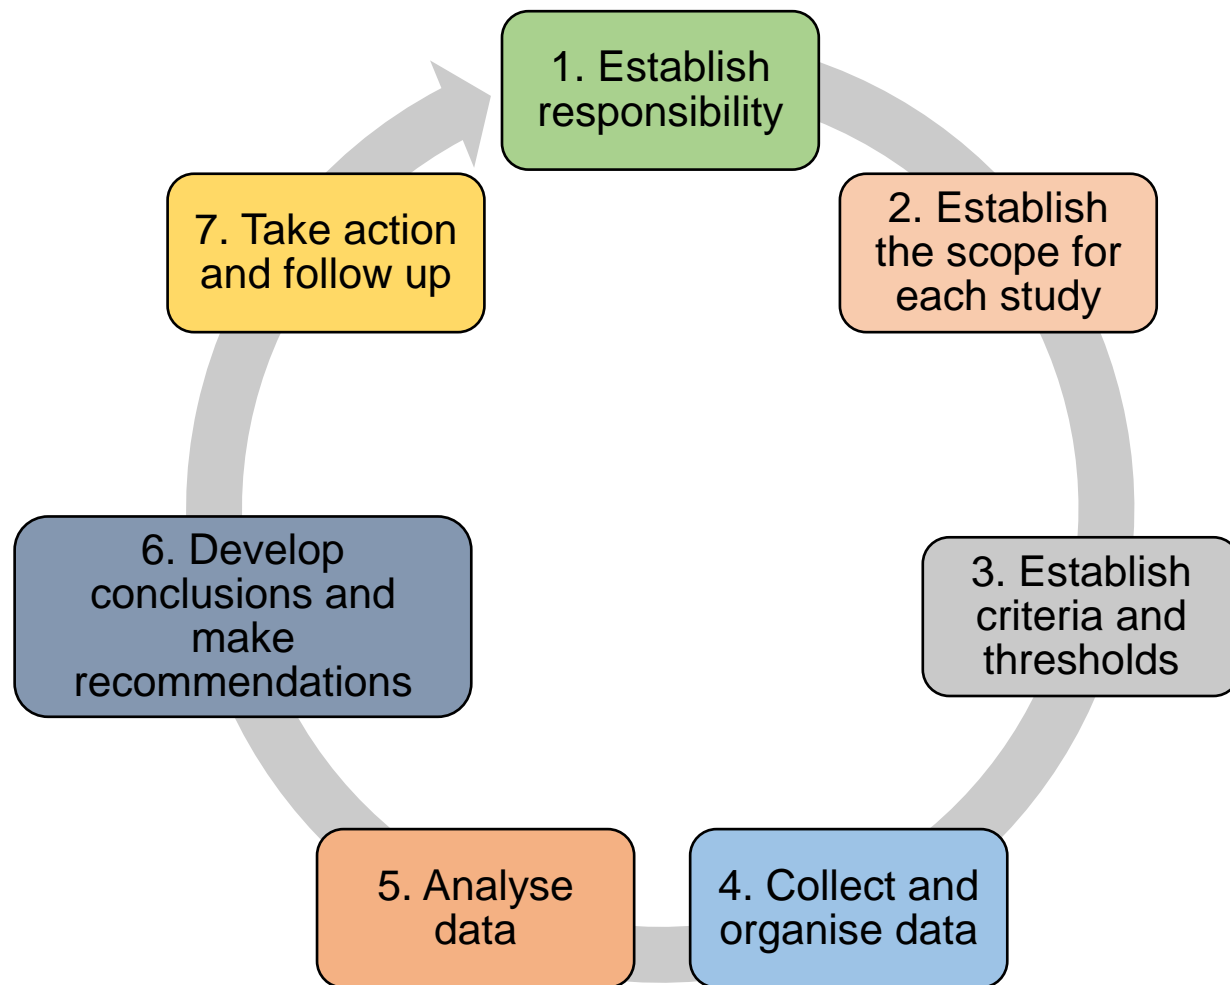 1. Establish
responsibility
2. Establish
the scope for
each study
3. Establish
criteria and
thresholds
4. Collect and
organise data
5. Analyse
data
6. Develop
conclusions and
make
recommendations
7. Take action
and follow up